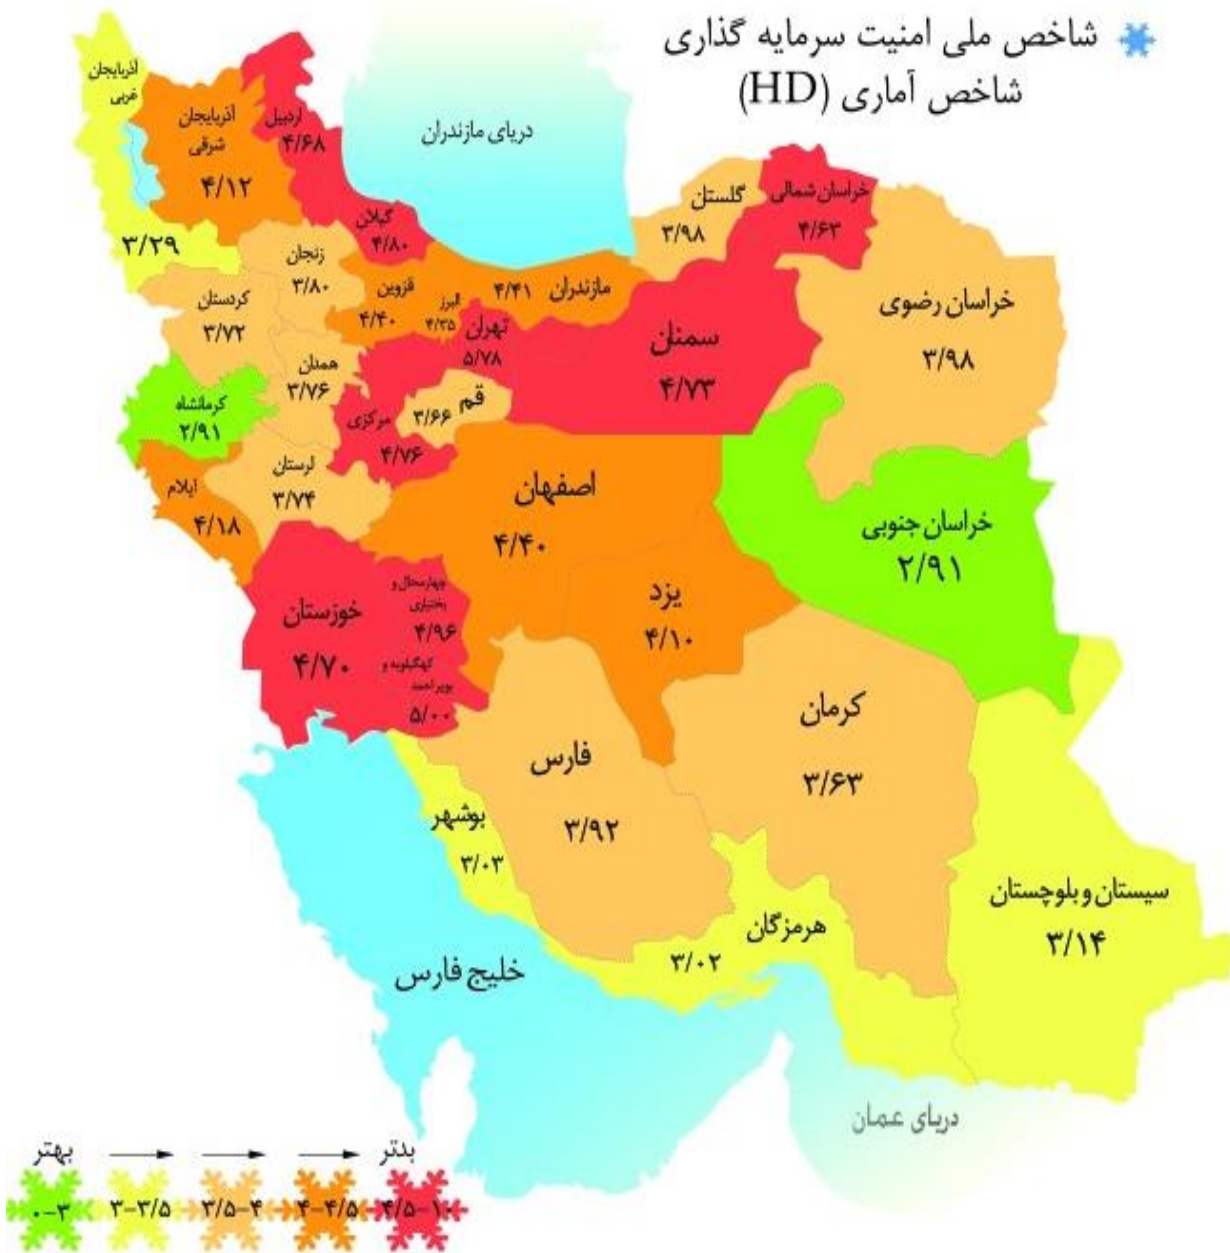 شاخص ملی امنیت سرمایه گذاری
شاخص آماری (HD)
آذربایجان
غربی
۳/۲۹
آذربایجان
شرقی
۴/۱۲
اردبیل
۴/۶۸
دریای مازندران
گیلان
۴/۸۰
گلستان
۳/۹۸
خراسان شمالی
۴/۶۳
خراسان رضوی
۳/۹۸
زنجان
۳/۸۰
قزوین
۴/۴۰
البرز
۴/۳۵
مازندران
۴/۴۱
تهران
۵/۷۸
سمنان
۴/۷۳
کردستان
۳/۷۲
همدان
۳/۷۶
قم
۳/۶۶
مرکزی
۴/۷۶
کرمانشاه
۲/۹۱
لرستان
۳/۷۴
ایلام
۴/۱۸
اصفهان
۴/۴۰
خراسان جنوبی
۲/۹۱
یزد
۴/۱۰
خوزستان
۴/۷۰
چهارمحال و
بختیاری
۴/۹۶
کهگیلویه و
بویر احمد
۵/۰۰
کرمان
۳/۶۳
فارس
۳/۹۲
بوشهر
۳/۰۳
هرمزگان
۳/۰۲
سیستان و بلوچستان
۳/۱۴
خلیج فارس
دریای عمان
بهتر
بدتر
۰-۳
۳-۳/۵
۳/۵-۴
۴-۴/۵
۴/۵-۱۰